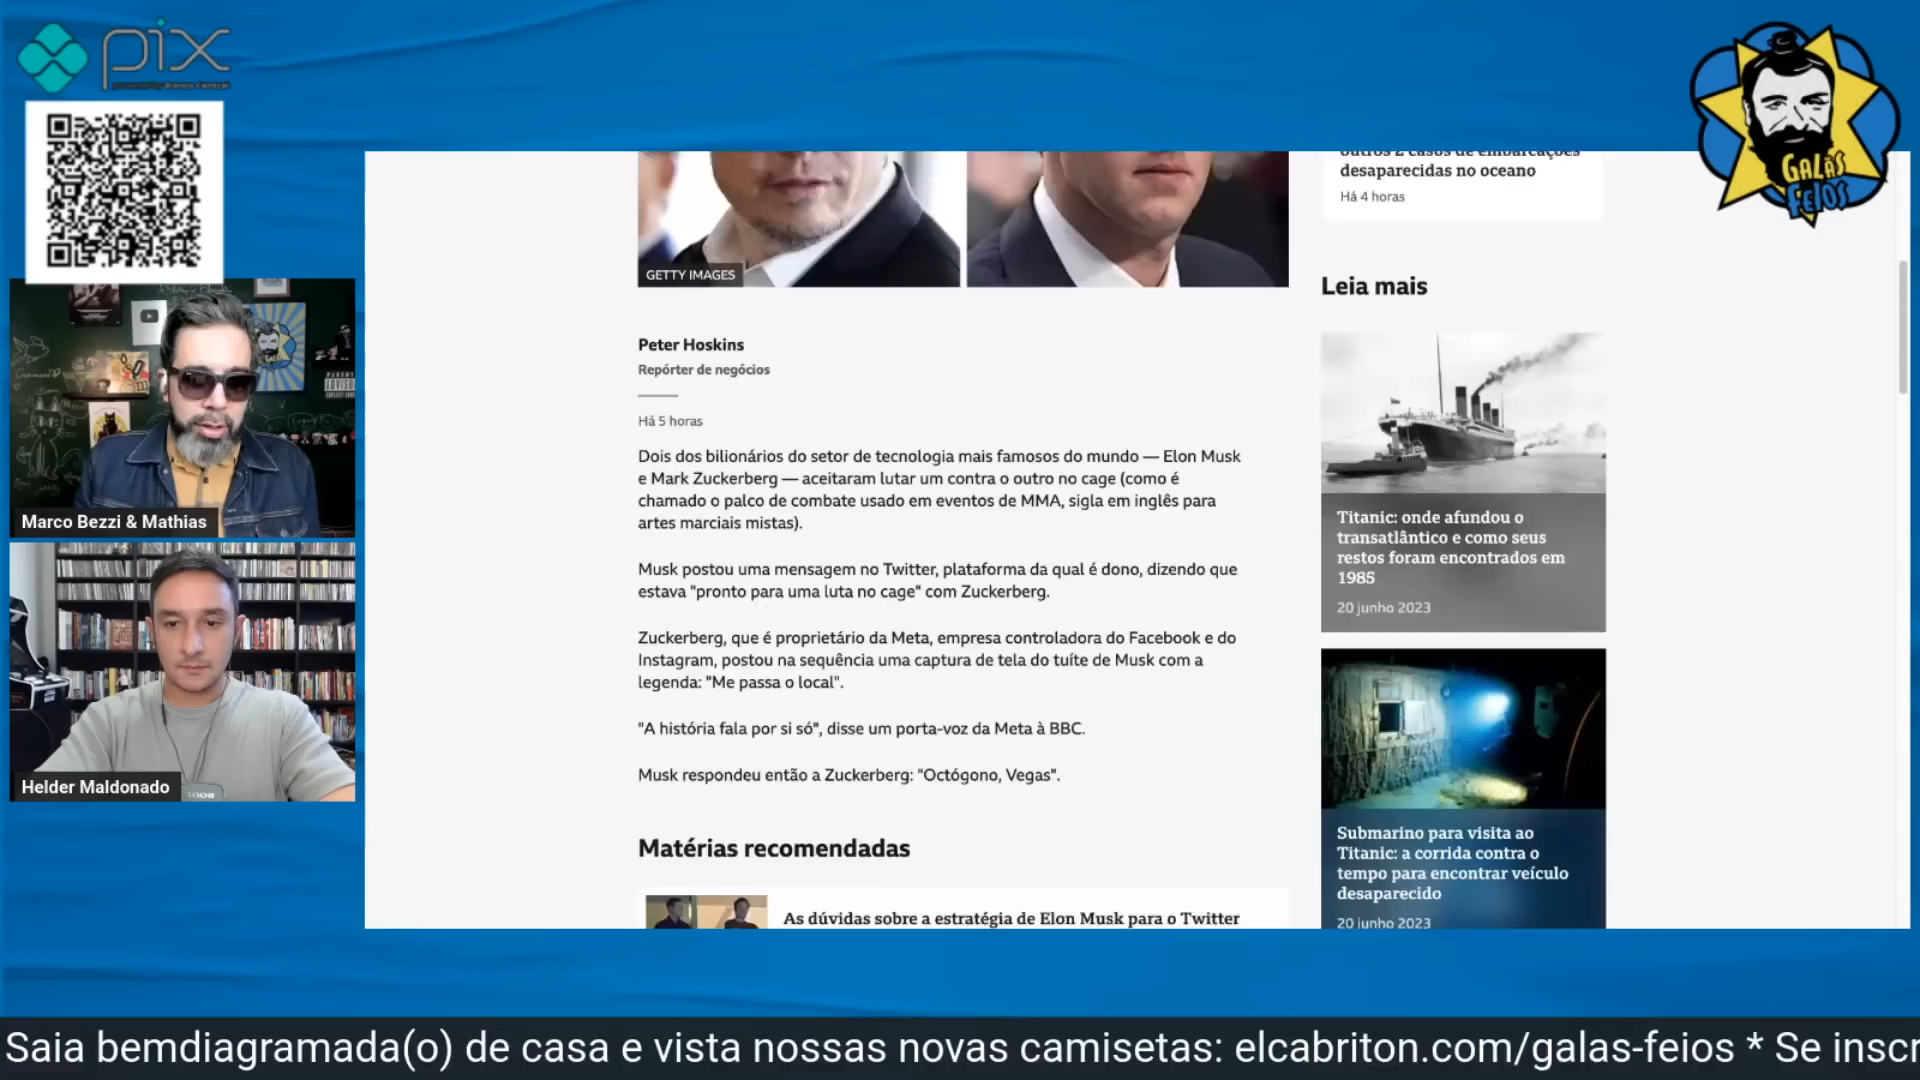 pix
powered by Banco Central
GALÃS
FEIOS
Marco Bezzi & Mathias
Helder Maldonado
GETTY IMAGES
Peter Hoskins
Repórter de negócios
Há 5 horas
Dois dos bilionários do setor de tecnologia mais famosos do mundo — Elon Musk
e Mark Zuckerberg — aceitaram lutar um contra o outro no cage (como é
chamado o palco de combate usado em eventos de MMA, sigla em inglês para
artes marciais mistas).
Musk postou uma mensagem no Twitter, plataforma da qual é dono, dizendo que
estava "pronto para uma luta no cage" com Zuckerberg.
Zuckerberg, que é proprietário da Meta, empresa controladora do Facebook e do
Instagram, postou na sequência uma captura de tela do tuíte de Musk com a
legenda: "Me passa o local".
"A história fala por si só", disse um porta-voz da Meta à BBC.
Musk respondeu então a Zuckerberg: "Octógono, Vegas".
Matérias recomendadas
As dúvidas sobre a estratégia de Elon Musk para o Twitter
outros 2 casos de embarcações
desaparecidas no oceano
Há 4 horas
Leia mais
Titanic: onde afundou o
transatlântico e como seus
restos foram encontrados em
1985
20 junho 2023
Submarino para visita ao
Titanic: a corrida contra o
tempo para encontrar veículo
desaparecido
20 junho 2023
Saia bemdiagramada(o) de casa e vista nossas novas camisetas: elcabriton.com/galas-feios * Se inscr